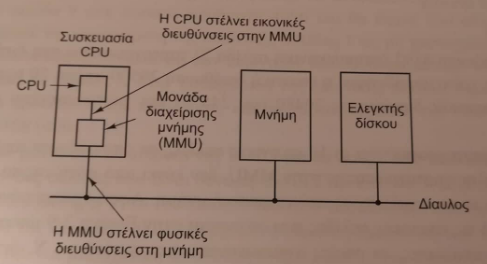 Η CPU στέλνει εικονικές
διευθύνσεις στην MMU
Συσκευασία
CPU
CPU
Μονάδα
διαχείρισης
μνήμης
(MMU)
Μνήμη
Ελεγκτής
δίσκου
Δίαυλος
Η MMU στέλνει φυσικές
διευθύνσεις στη μνήμη